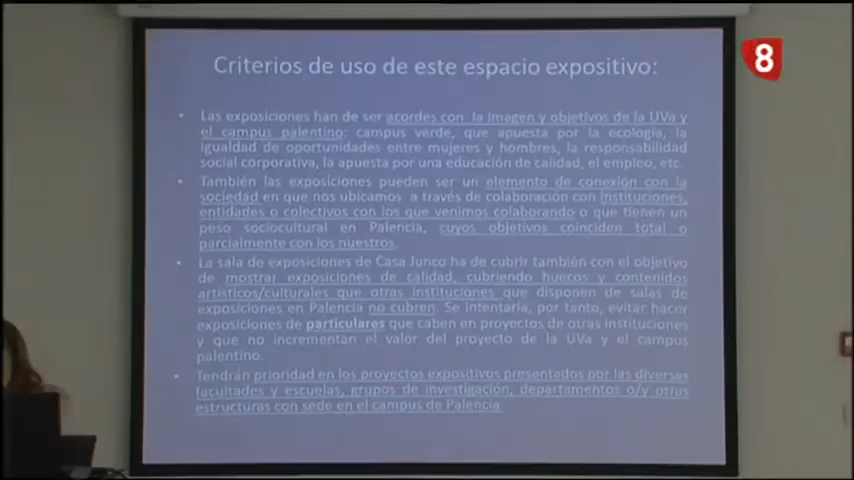 8
Criterios de uso de este espacio expositivo:
• Las exposiciones han de ser acordes con la imagen y objetivos de la UVa y
el campus palentino: campus verde, que apuesta por la ecología, la
igualdad de oportunidades entre mujeres y hombres, la responsabilidad
social corporativa, la apuesta por una educación de calidad, el empleo, etc.
• También las exposiciones pueden ser un elemento de conexión con la
sociedad en que nos ubicamos a través de colaboración con instituciones,
entidades o colectivos con los que venimos colaborando o que tienen un
peso sociocultural en Palencia, cuyos objetivos coinciden total o
parcialmente con los nuestros.
• La sala de exposiciones de Casa Junco ha de cubrir también con el objetivo
de mostrar exposiciones de calidad, cubriendo huecos y contenidos
artísticos/culturales que otras instituciones que disponen de salas de
exposiciones en Palencia no cubren. Se intentaría, por tanto, evitar hacer
exposiciones de particulares que caben en proyectos de otras instituciones
y que no incrementan el valor del proyecto de la UVa y el campus
palentino.
• Tendrán prioridad en los proyectos expositivos presentados por las diversas
facultades y escuelas, grupos de investigación, departamentos o/y otras
estructuras con sede en el campus de Palencia.